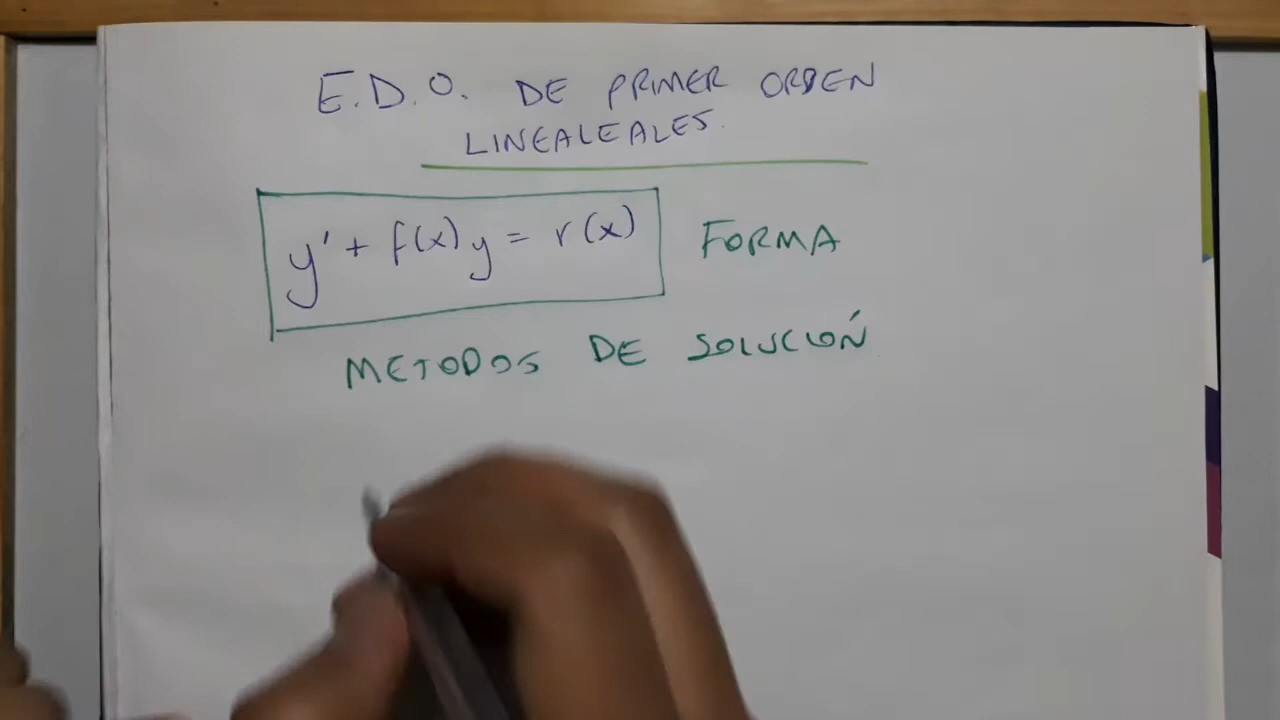 E.D.O. DE PRIMER ORDEN
LINEALEALES.
y' + f(x) y = r(x) FORMA
METODOS DE SOLUCIÓN